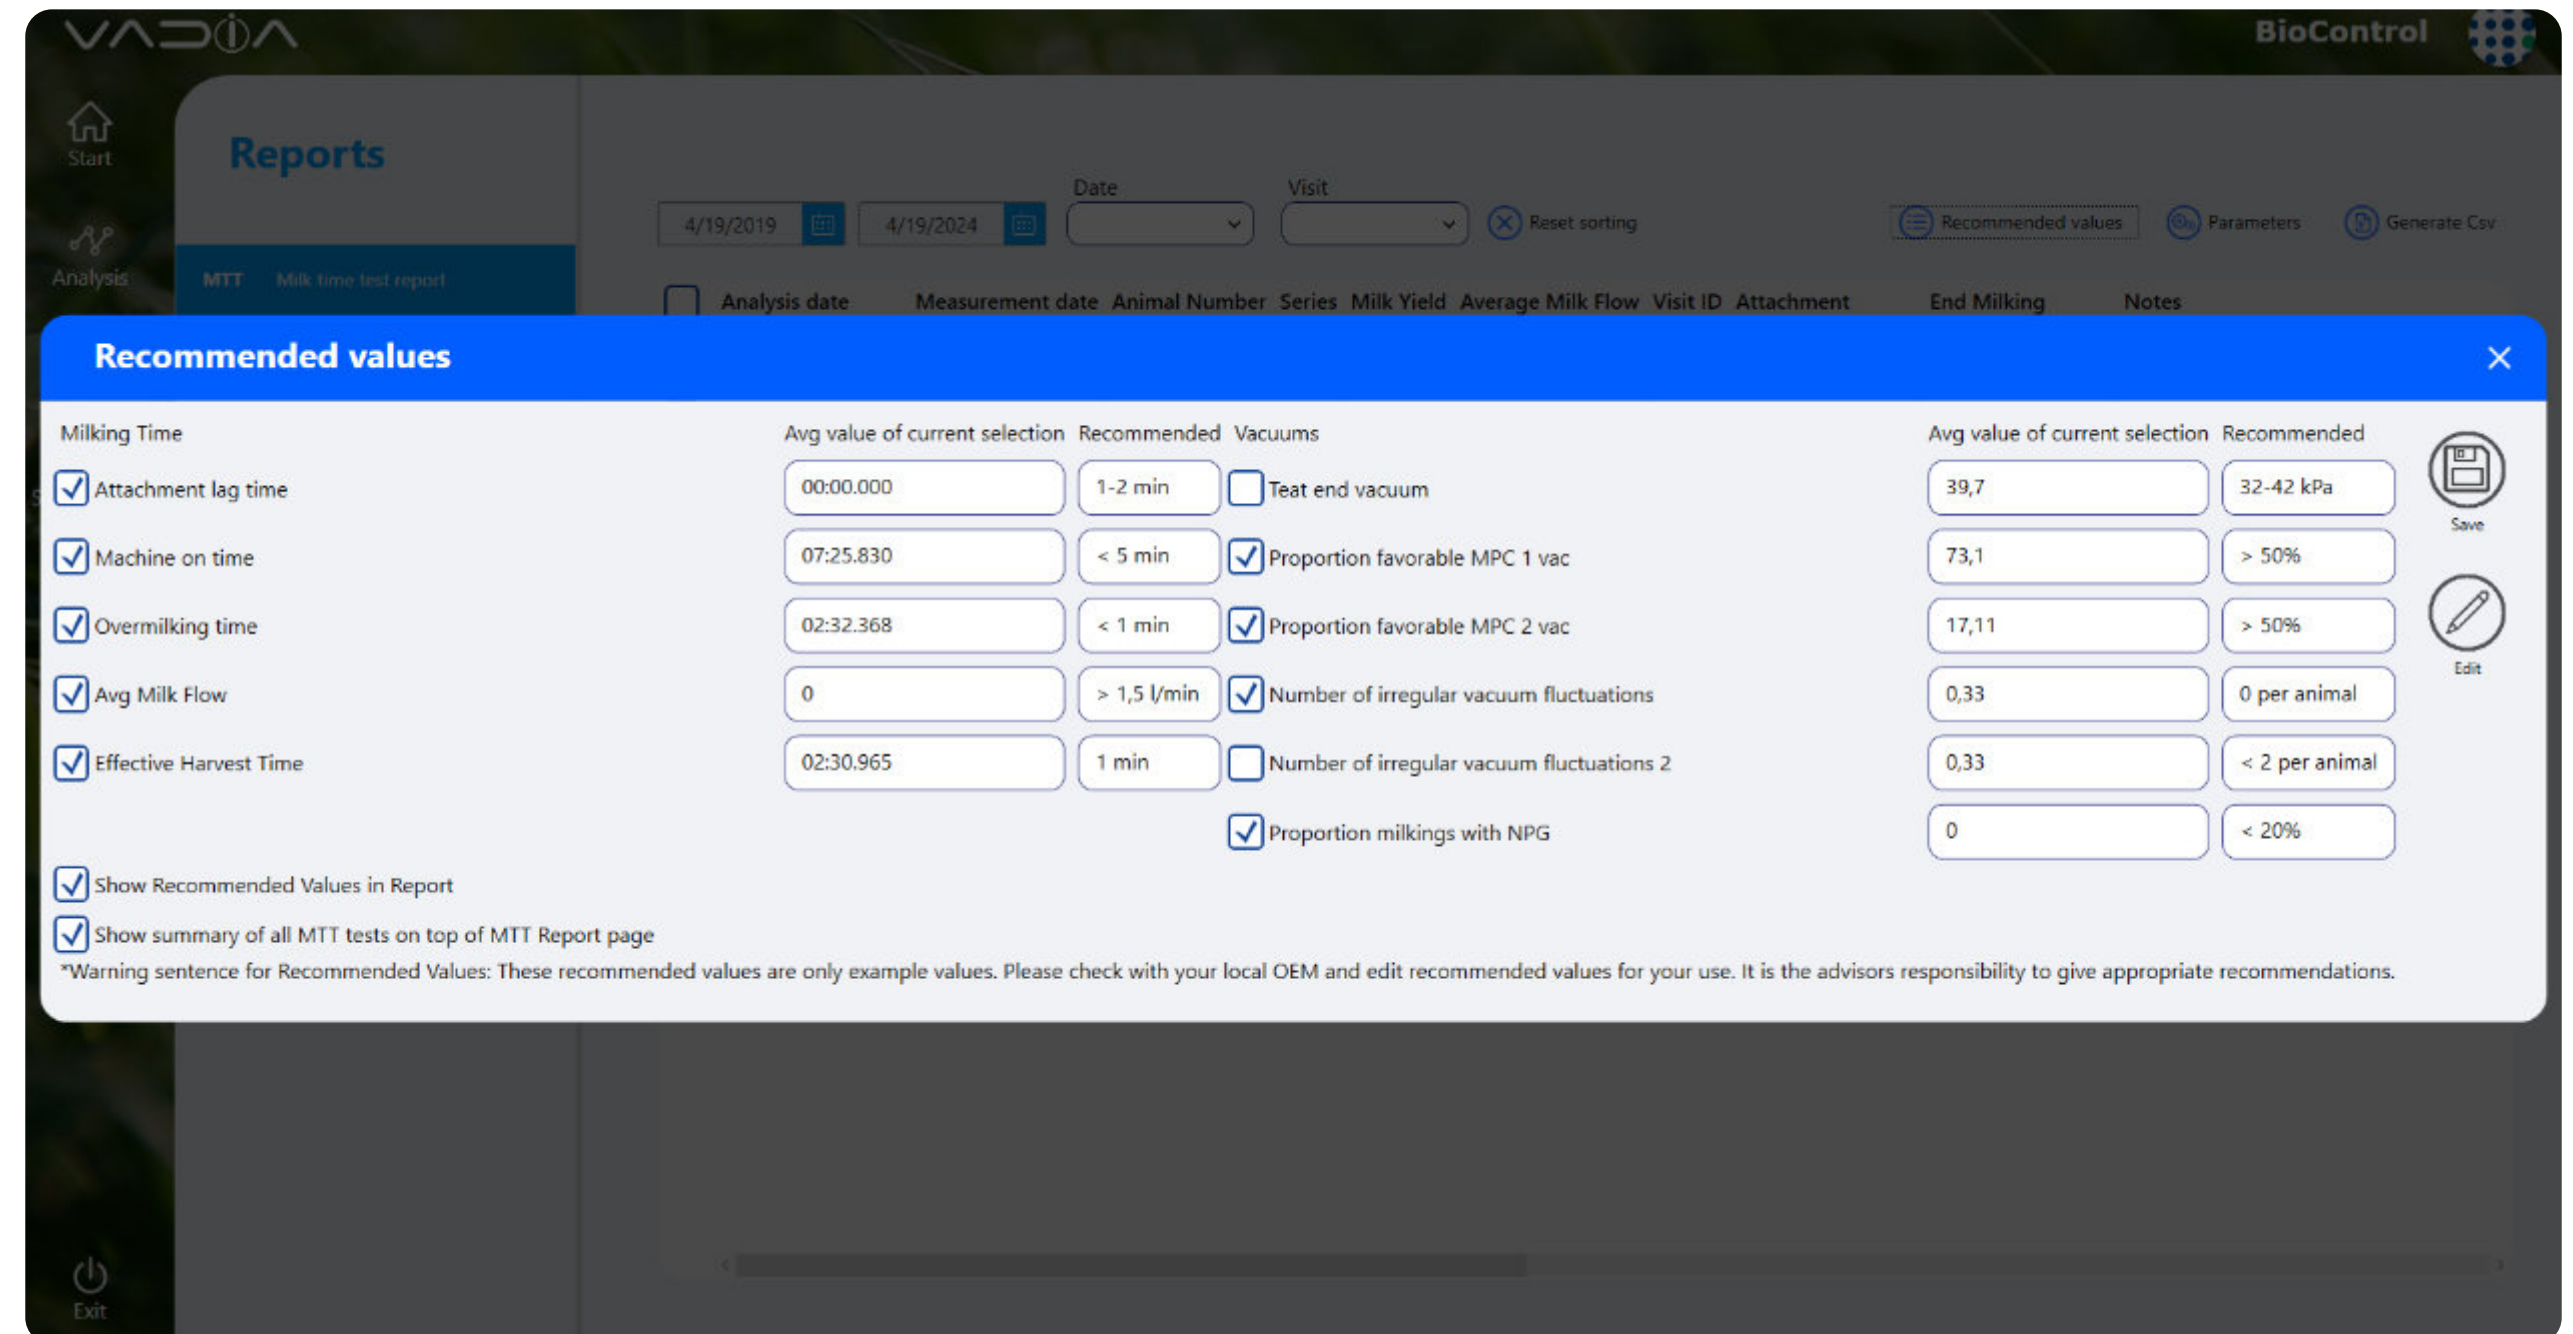 VADIA
BioControl
Start
Reports
Date
Visit
4/19/2019
4/19/2024
Reset sorting
Recommended values
Parameters
Generate Csv
Analysis
MTT Milk time test report
Analysis date Measurement date Animal Number Series Milk Yield Average Milk Flow Visit ID Attachment End Milking Notes
Recommended values
Milking Time Avg value of current selection Recommended Vacuums Avg value of current selection Recommended
Attachment lag time 00:00.000 1-2 min Teat end vacuum 39,7 32-42 kPa
Save
Machine on time 07:25.830 < 5 min Proportion favorable MPC 1 vac 73,1 > 50%
Overmilking time 02:32.368 < 1 min Proportion favorable MPC 2 vac 17,11 > 50%
Edit
Avg Milk Flow 0 > 1,5 l/min Number of irregular vacuum fluctuations 0,33 0 per animal
Effective Harvest Time 02:30.965 1 min Number of irregular vacuum fluctuations 2 0,33 < 2 per animal
Proportion milkings with NPG 0 < 20%
Show Recommended Values in Report
Show summary of all MTT tests on top of MTT Report page
*Warning sentence for Recommended Values: These recommended values are only example values. Please check with your local OEM and edit recommended values for your use. It is the advisors responsibility to give appropriate recommendations.
Exit